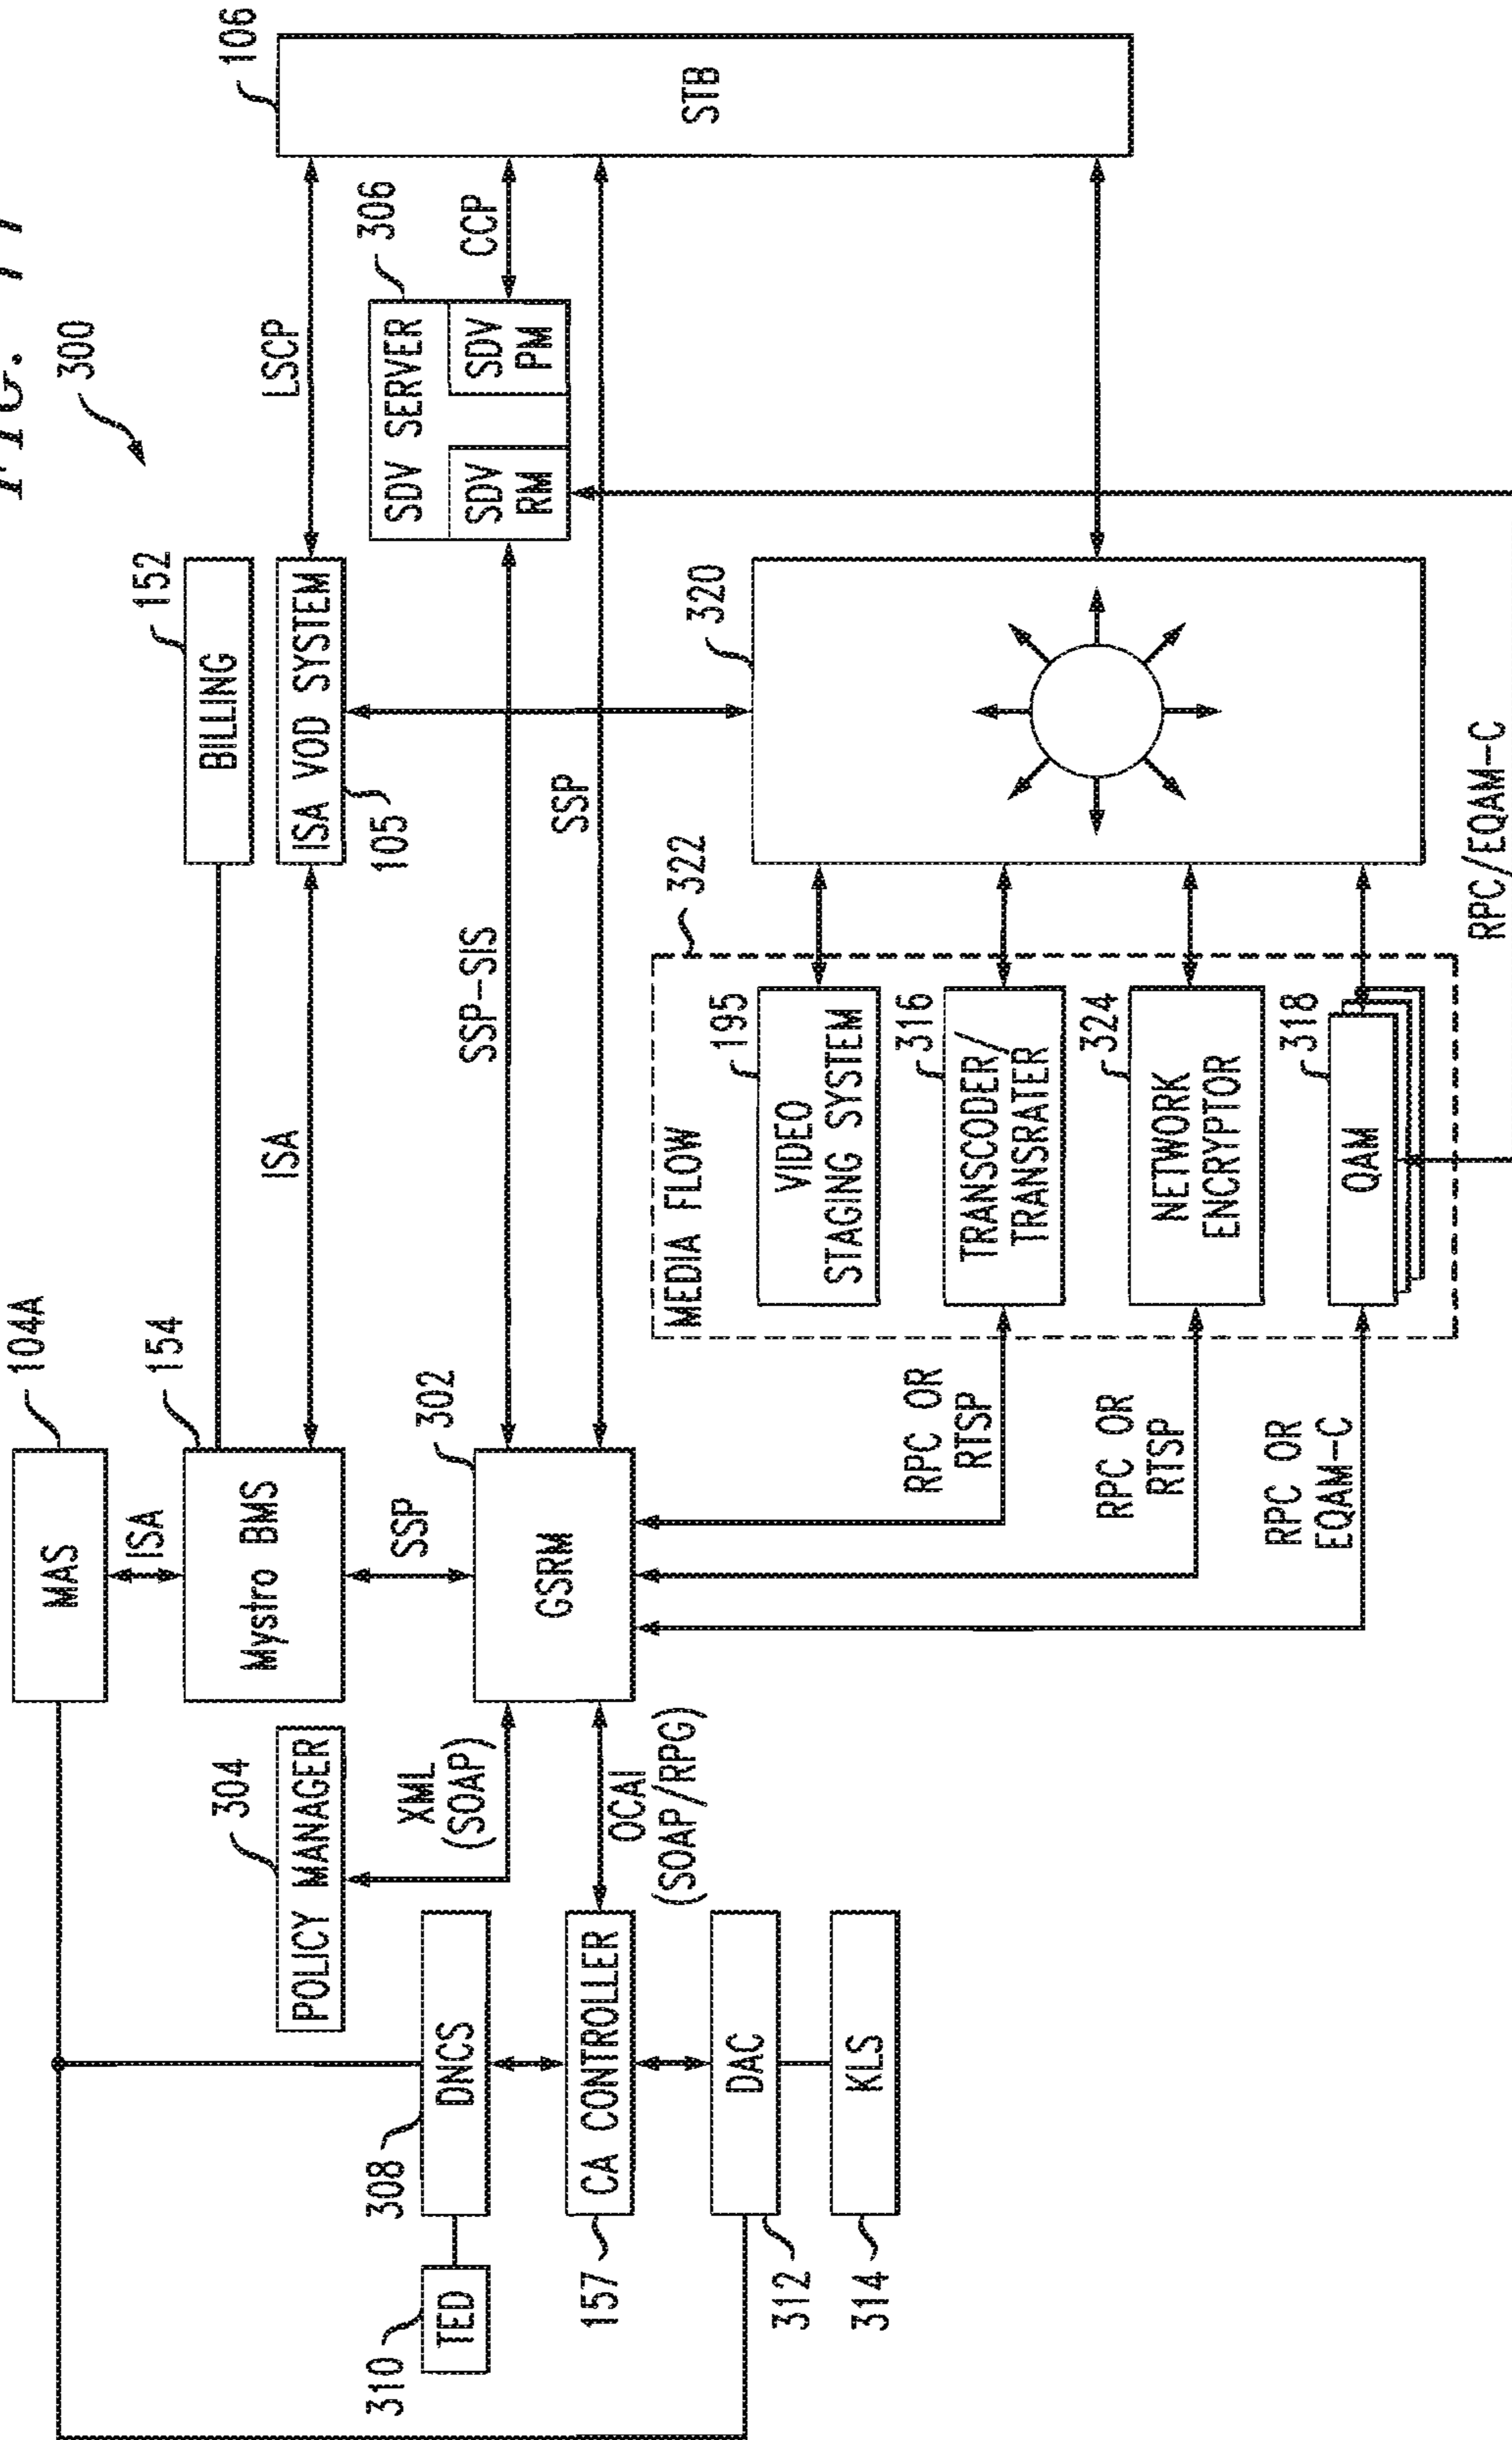 FIG. 11
300
MAS
104A
ISA
Mystro BMS
154
BILLING
152
POLICY MANAGER
304
ISA
ISA VOD SYSTEM
105
LSCP
STB
106
SSP
XML
(SOAP)
GSRM
302
SSP-SIS
SSP
SDV SERVER
306
SDV
RM
SDV
PM
CCP
TED
310
DNCS
308
CA CONTROLLER
157
OCAI
(SOAP/RPG)
DAC
312
KLS
314
MEDIA FLOW
322
VIDEO
STAGING SYSTEM
195
TRANSCODER/
TRANSRATER
316
NETWORK
ENCRYPTOR
324
QAM
318
320
RPC OR
RTSP
RPC OR
RTSP
RPC OR
EQAM-C
RPC/EQAM-C